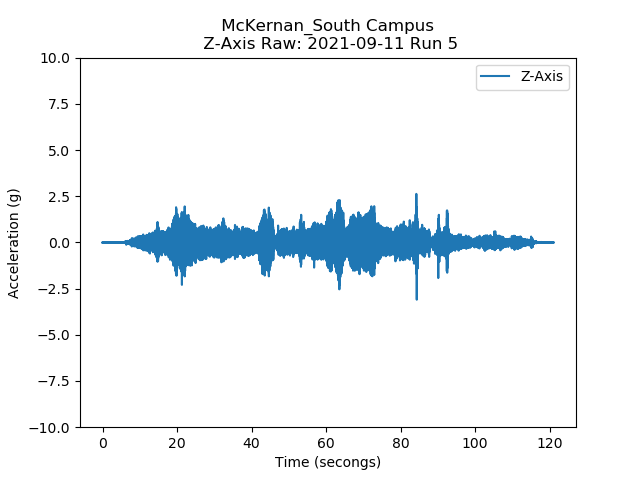 McKernan_South Campus
Z-Axis Raw: 2021-09-11 Run 5
Z-Axis
10.0
7.5
5.0
2.5
0.0
−2.5
−5.0
−7.5
−10.0
Acceleration (g)
0 20 40 60 80 100 120
Time (secongs)